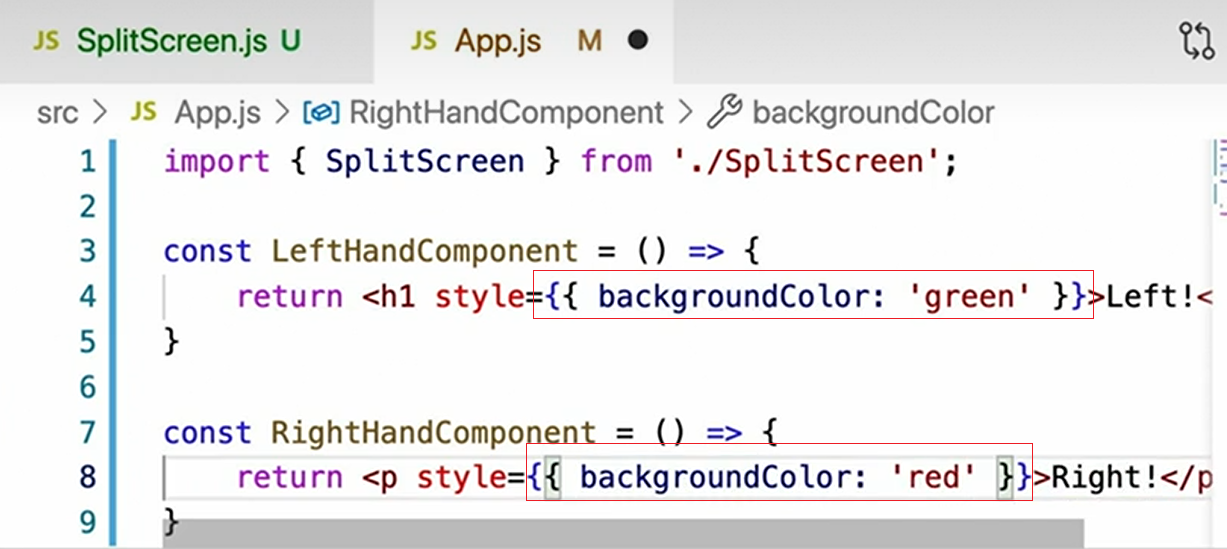 JS SplitScreen.js U JS App.js M
src > JS App.js > RightHandComponent > backgroundColor
1 import { SplitScreen } from './SplitScreen';
2
3 const LeftHandComponent = () => {
4 return <h1 style={{ backgroundColor: 'green' }}>Left!<
5 }
6
7 const RightHandComponent = () => {
8 return <p style={{ backgroundColor: 'red' }}>Right!</p
9 }